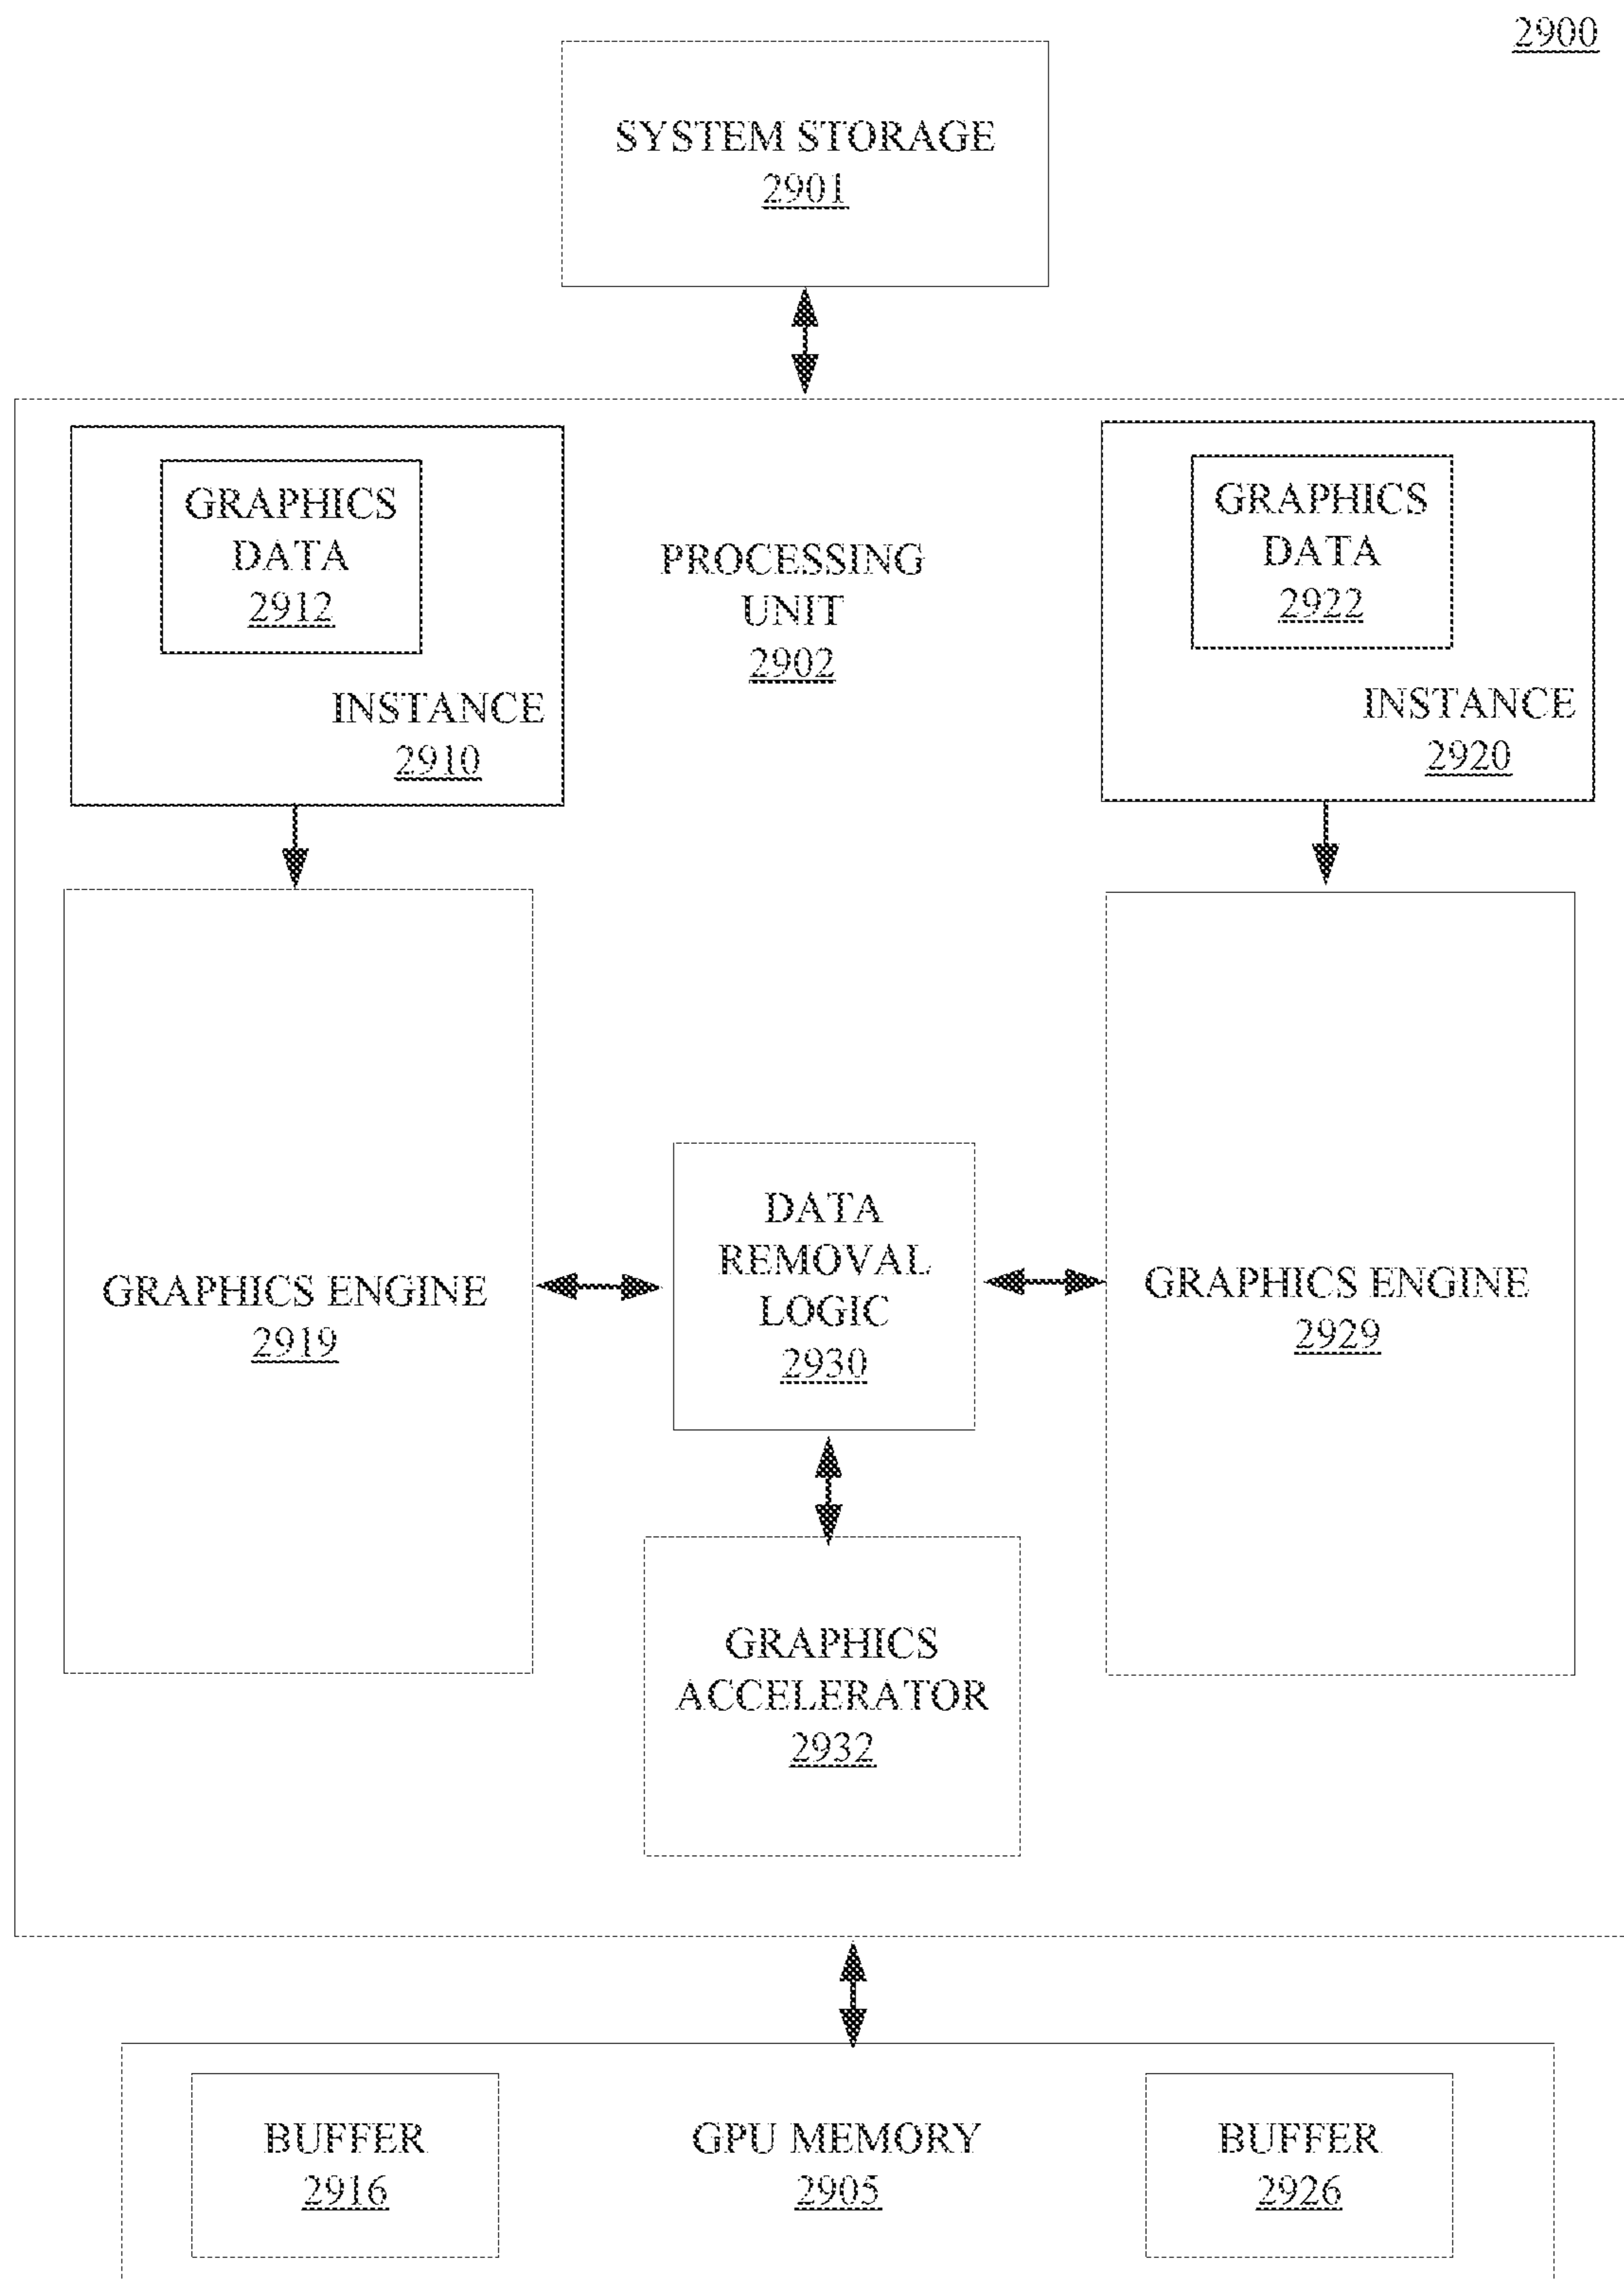 2900
SYSTEM STORAGE
2901
GRAPHICS
DATA
2912
INSTANCE
2910
PROCESSING
UNIT
2902
GRAPHICS
DATA
2922
INSTANCE
2920
GRAPHICS ENGINE
2919
DATA
REMOVAL
LOGIC
2930
GRAPHICS ENGINE
2929
GRAPHICS
ACCELERATOR
2932
BUFFER
2916
GPU MEMORY
2905
BUFFER
2926